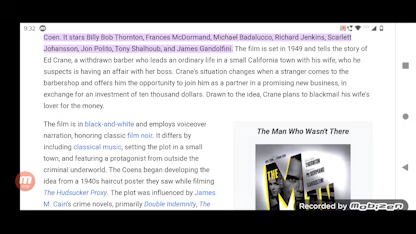 9:32
Coen. It stars Billy Bob Thornton, Frances McDormand, Michael Badalucco, Richard Jenkins, Scarlett
Johansson, Jon Polito, Tony Shalhoub, and James Gandolfini. The film is set in 1949 and tells the story of
Ed Crane, a withdrawn barber who leads an ordinary life in a small California town with his wife, who he
suspects is having an affair with her boss. Crane's situation changes when a stranger comes to the
barbershop and offers him the opportunity to join him as a partner in a promising new business, in
exchange for an investment of ten thousand dollars. Drawn to the idea, Crane plans to blackmail his wife's
lover for the money.
The film is in black-and-white and employs voiceover
narration, honoring classic film noir. It differs by
including classical music, setting the plot in a small
town, and featuring a protagonist from outside the
criminal underworld. The Coens began developing the
idea from a 1940s haircut poster they saw while filming
The Hudsucker Proxy. The plot was influenced by James
M. Cain's crime novels, primarily Double Indemnity, The
The Man Who Wasn't There
THE
M
Recorded by
mobizen